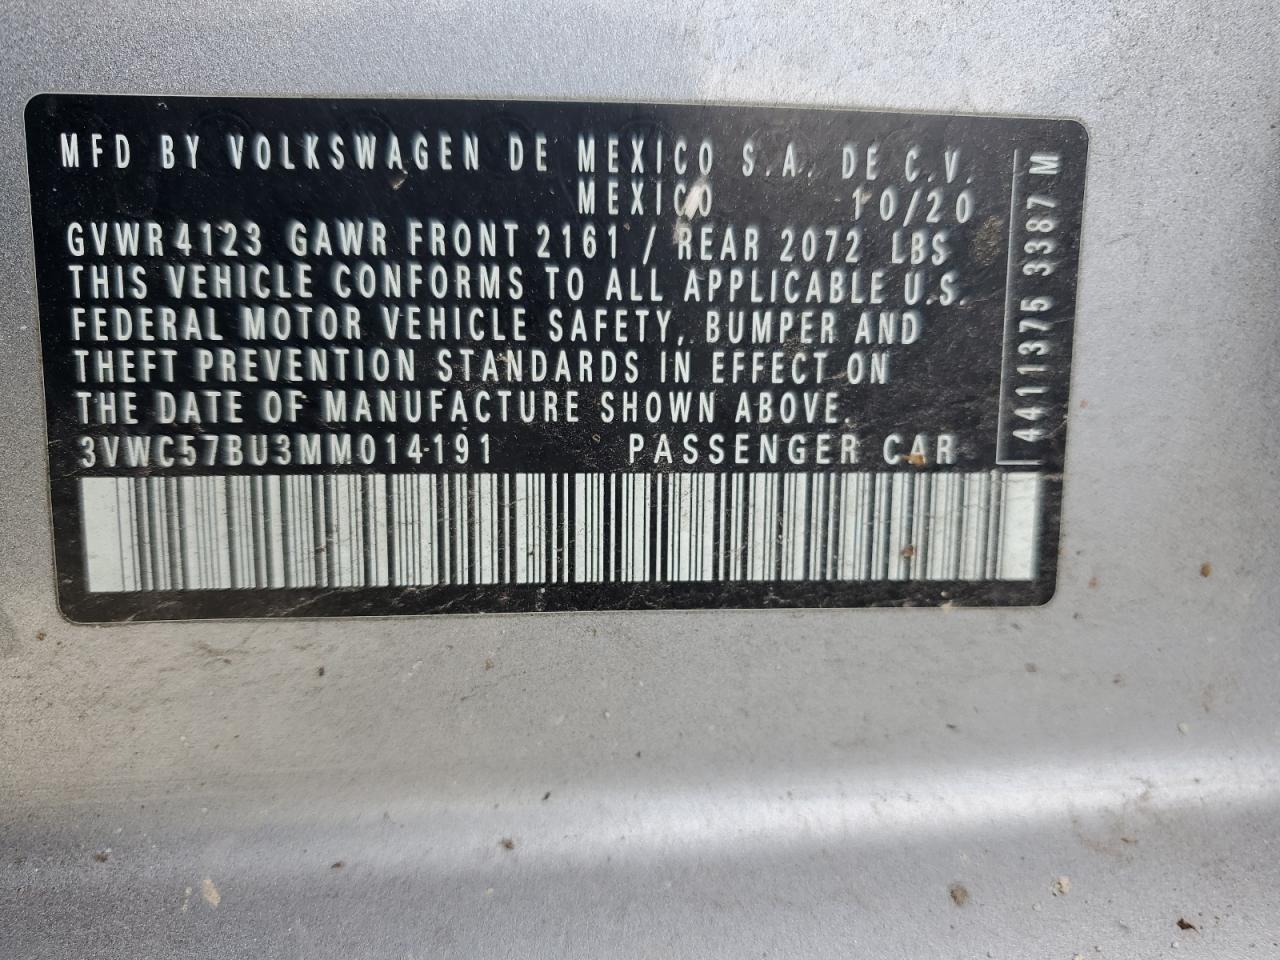 MFD BY VOLKSWAGEN DE MEXICO S.A. DE C.V.
MEXICO 10/20
GVWR 4123 GAWR FRONT 2161 / REAR 2072 LBS
THIS VEHICLE CONFORMS TO ALL APPLICABLE U.S.
FEDERAL MOTOR VEHICLE SAFETY, BUMPER AND
THEFT PREVENTION STANDARDS IN EFFECT ON
THE DATE OF MANUFACTURE SHOWN ABOVE.
3VWC57BU3MM014191 PASSENGER CAR
4411375 3387 M